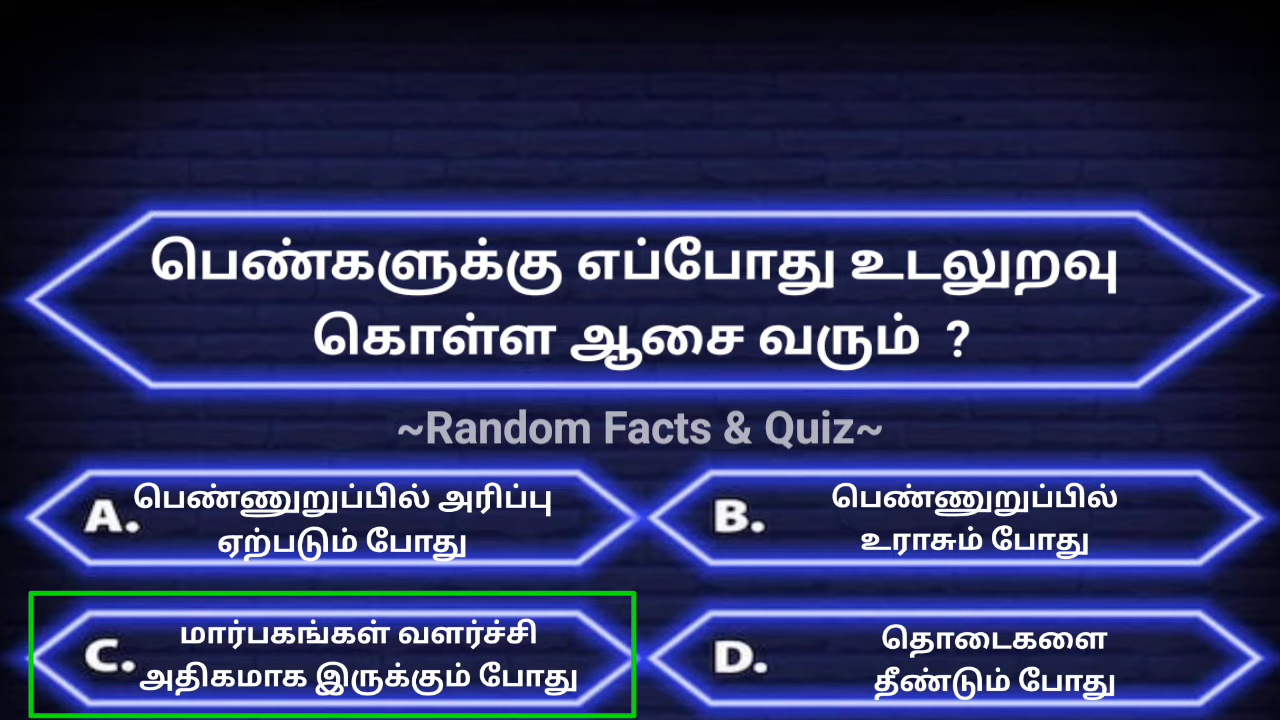 பெண்களுக்கு எப்போது உடலுறவு
கொள்ள ஆசை வரும் ?
~Random Facts & Quiz~
A. பெண்ணுறுப்பில் அரிப்பு
ஏற்படும் போது
B. பெண்ணுறுப்பில்
உராசும் போது
C. மார்பகங்கள் வளர்ச்சி
அதிகமாக இருக்கும் போது
D. தொடைகளை
தீண்டும் போது